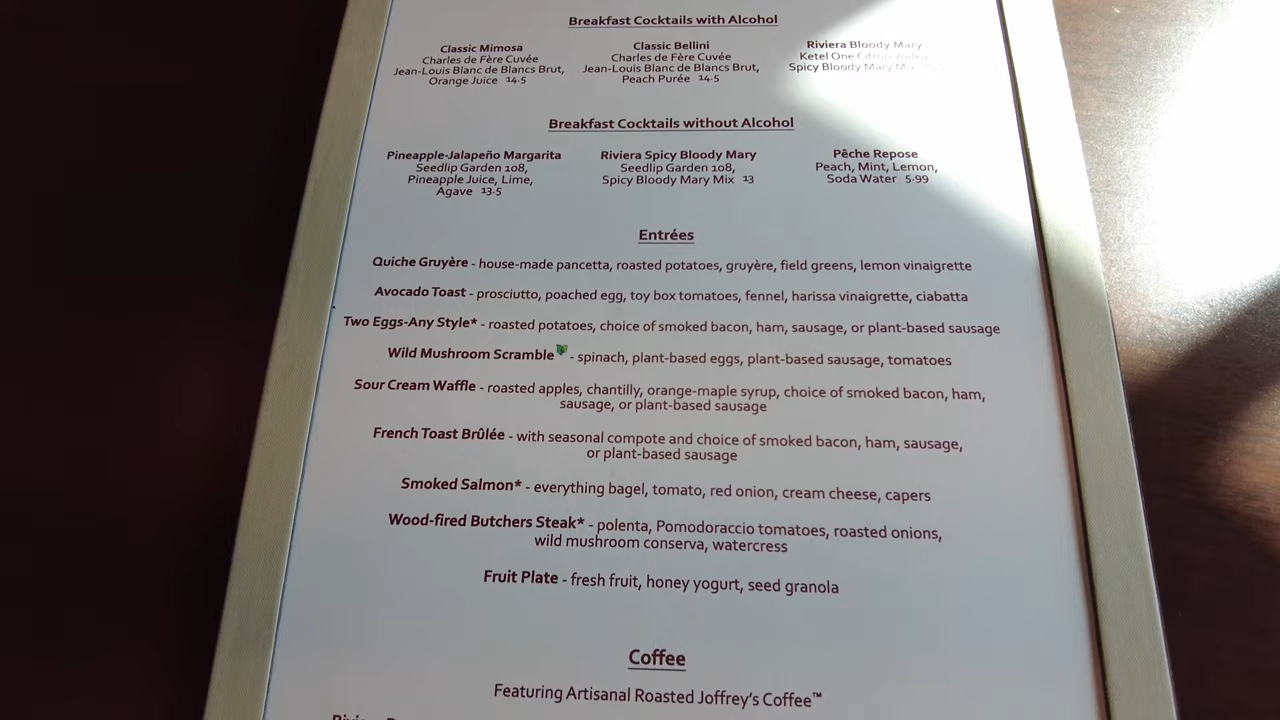 Breakfast Cocktails with Alcohol
Classic Mimosa
Charles de Fère Cuvée
Jean-Louis Blanc de Blancs Brut,
Orange Juice 14.5
Classic Bellini
Charles de Fère Cuvée
Jean-Louis Blanc de Blancs Brut,
Peach Purée 14.5
Riviera Bloody Mary
Ketel One Citron Vodka,
Spicy Bloody Mary Mix
Breakfast Cocktails without Alcohol
Pineapple-Jalapeño Margarita
Seedlip Garden 108,
Pineapple Juice, Lime,
Agave 13.5
Riviera Spicy Bloody Mary
Seedlip Garden 108,
Spicy Bloody Mary Mix 13
Pêche Repose
Peach, Mint, Lemon,
Soda Water 5.99
Entrées
Quiche Gruyère - house-made pancetta, roasted potatoes, gruyère, field greens, lemon vinaigrette
Avocado Toast - prosciutto, poached egg, toy box tomatoes, fennel, harissa vinaigrette, ciabatta
Two Eggs-Any Style* - roasted potatoes, choice of smoked bacon, ham, sausage, or plant-based sausage
Wild Mushroom Scramble - spinach, plant-based eggs, plant-based sausage, tomatoes
Sour Cream Waffle - roasted apples, chantilly, orange-maple syrup, choice of smoked bacon, ham,
sausage, or plant-based sausage
French Toast Brûlée - with seasonal compote and choice of smoked bacon, ham, sausage,
or plant-based sausage
Smoked Salmon* - everything bagel, tomato, red onion, cream cheese, capers
Wood-fired Butchers Steak* - polenta, Pomodoraccio tomatoes, roasted onions,
wild mushroom conserva, watercress
Fruit Plate - fresh fruit, honey yogurt, seed granola
Coffee
Featuring Artisanal Roasted Joffrey's Coffee™